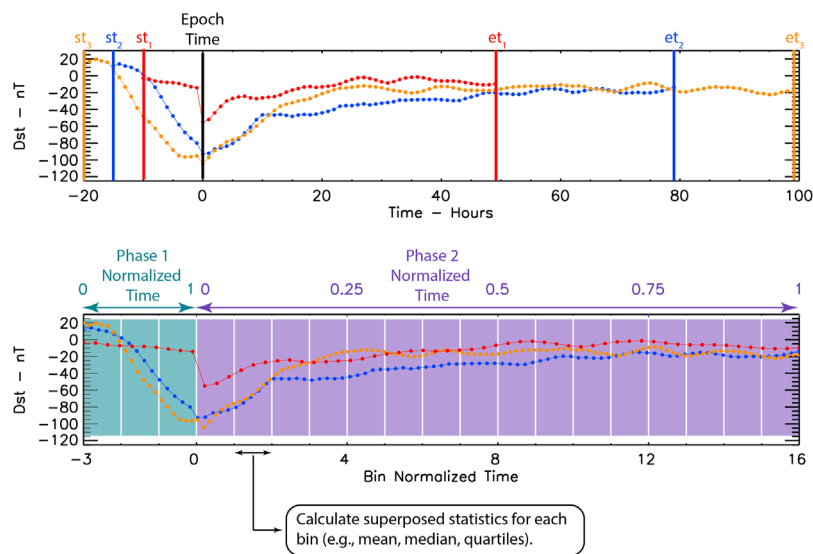 Epoch
Time
st3 st2 st1 et1 et2 et3
20
0
−20
−40
−60
−80
−100
−120
Dst − nT
−20 0 20 40 60 80 100
Time − Hours
Phase 1
Normalized
Time
Phase 2
Normalized
Time
0 1 0 0.25 0.5 0.75 1
20
0
−20
−40
−60
−80
−100
−120
Dst − nT
−3 0 4 8 12 16
Bin Normalized Time
Calculate superposed statistics for each
bin (e.g., mean, median, quartiles).